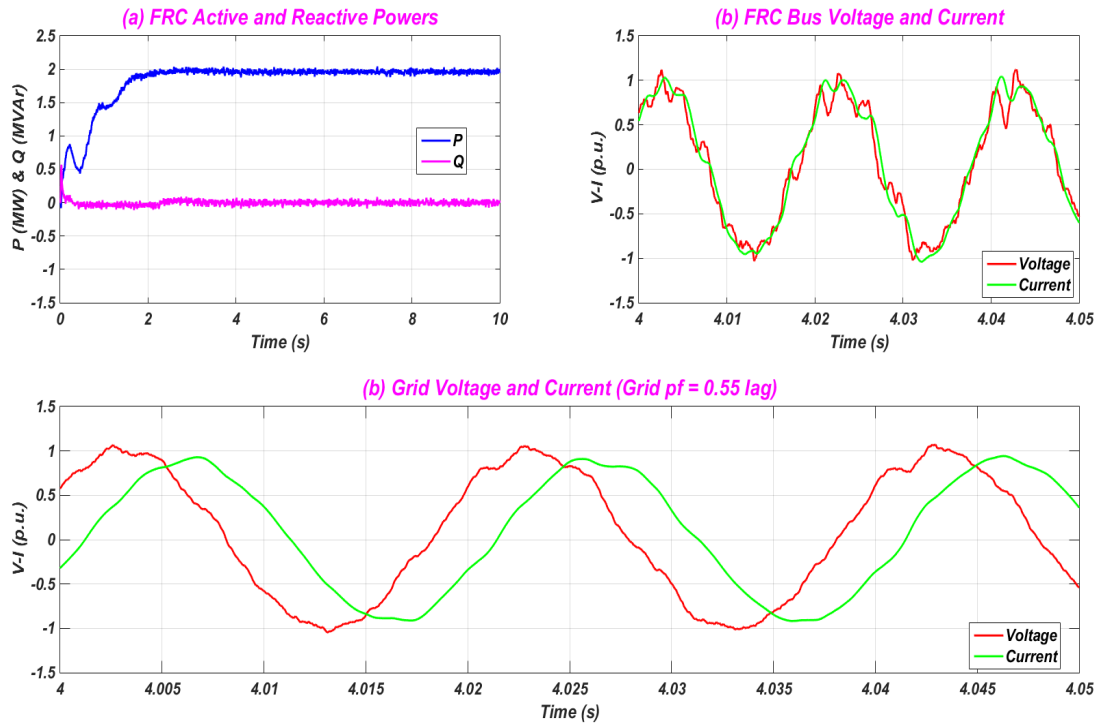 (a) FRC Active and Reactive Powers
P (MW) & Q (MVAr)
2.5
2
1.5
1
0.5
0
-0.5
-1
-1.5
0 2 4 6 8 10
Time (s)
P
Q
(b) FRC Bus Voltage and Current
V-I (p.u.)
1.5
1
0.5
0
-0.5
-1
-1.5
4 4.01 4.02 4.03 4.04 4.05
Time (s)
Voltage
Current
(b) Grid Voltage and Current (Grid pf = 0.55 lag)
V-I (p.u.)
1.5
1
0.5
0
-0.5
-1
-1.5
4 4.005 4.01 4.015 4.02 4.025 4.03 4.035 4.04 4.045 4.05
Time (s)
Voltage
Current